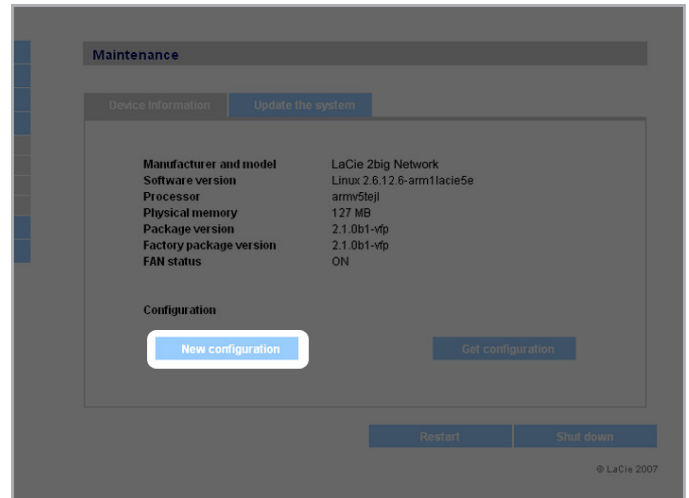 Maintenance
Device Information Update the system
Manufacturer and model LaCie 2big Network
Software version Linux 2.6.12.6-arm1lacie5e
Processor armv5tejl
Physical memory 127 MB
Package version 2.1.0b1-vfp
Factory package version 2.1.0b1-vfp
FAN status ON
Configuration
New configuration Get configuration
Restart Shut down
© LaCie 2007